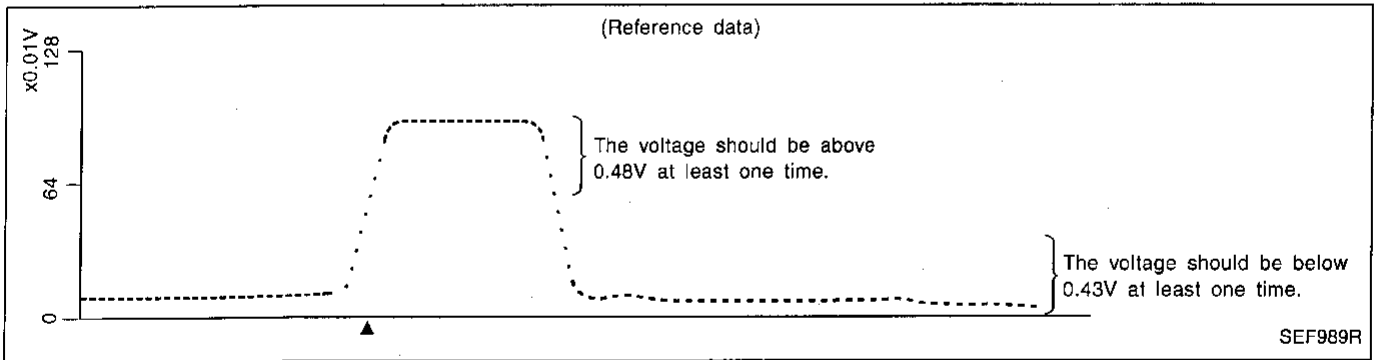 (Reference data)
x0.01V
128
64
0
The voltage should be above
0.48V at least one time.
The voltage should be below
0.43V at least one time.
SEF989R